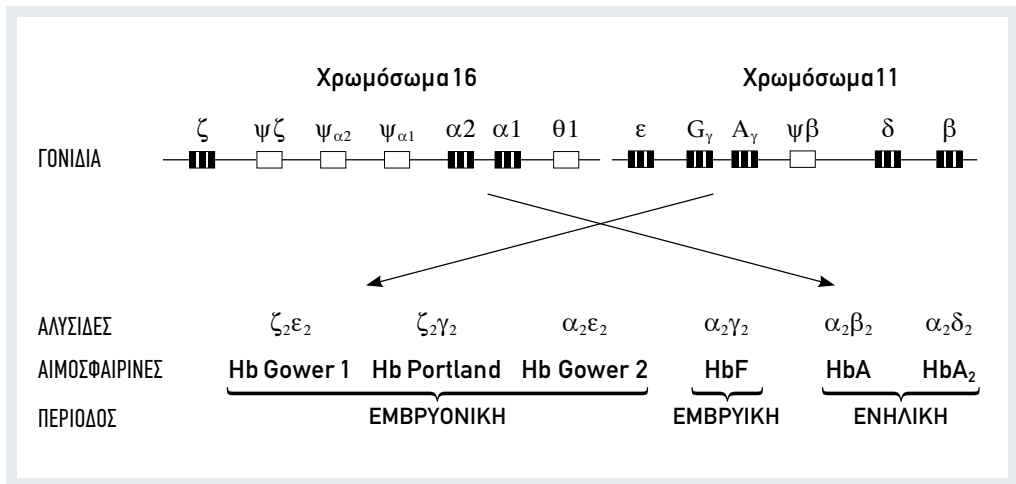 Χρωμόσωμα 16 Χρωμόσωμα 11
ζ ψζ ψα2 ψα1 α2 α1 θ1 ε Gγ Aγ ψβ δ β
ΓΟΝΙΔΙΑ
ΑΛΥΣΙΔΕΣ ζ₂ε₂ ζ₂γ₂ α₂ε₂ α₂γ₂ α₂β₂ α₂δ₂
ΑΙΜΟΣΦΑΙΡΙΝΕΣ Hb Gower 1 Hb Portland Hb Gower 2 HbF HbA HbA₂
ΠΕΡΙΟΔΟΣ ΕΜΒΡΥΟΝΙΚΗ ΕΜΒΡΥΙΚΗ ΕΝΗΛΙΚΗ